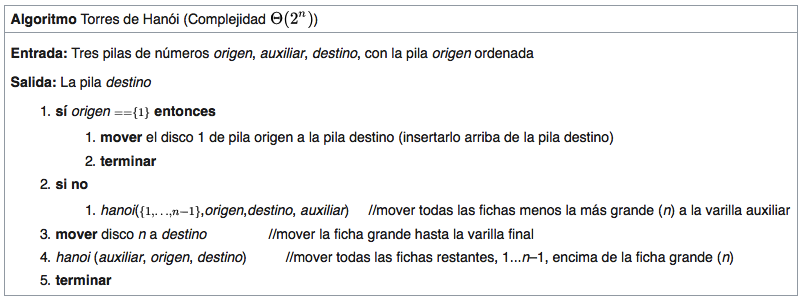 Algoritmo Torres de Hanói (Complejidad Θ(2ⁿ))
Entrada: Tres pilas de números origen, auxiliar, destino, con la pila origen ordenada
Salida: La pila destino
1. sí origen =={1} entonces
1. mover el disco 1 de pila origen a la pila destino (insertarlo arriba de la pila destino)
2. terminar
2. si no
1. hanoi({1,…,n−1},origen,destino, auxiliar) //mover todas las fichas menos la más grande (n) a la varilla auxiliar
3. mover disco n a destino //mover la ficha grande hasta la varilla final
4. hanoi (auxiliar, origen, destino) //mover todas las fichas restantes, 1...n–1, encima de la ficha grande (n)
5. terminar